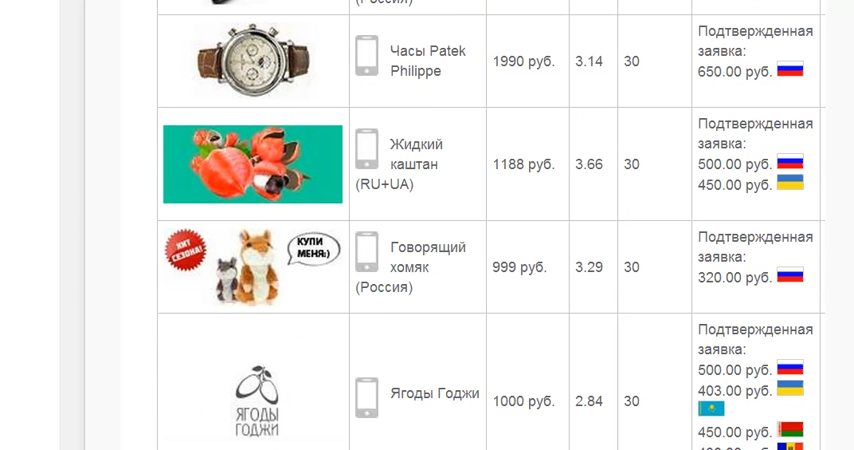 (Россия)
Часы Patek
Philippe
1990 руб.
3.14
30
Подтвержденная
заявка:
650.00 руб.
Жидкий
каштан
(RU+UA)
1188 руб.
3.66
30
Подтвержденная
заявка:
500.00 руб.
450.00 руб.
ХИТ
СЕЗОНА!
КУПИ
МЕНЯ:)
Говорящий
хомяк
(Россия)
999 руб.
3.29
30
Подтвержденная
заявка:
320.00 руб.
ЯГОДЫ
ГОДЖИ
Ягоды Годжи
1000 руб.
2.84
30
Подтвержденная
заявка:
500.00 руб.
403.00 руб.
450.00 руб.